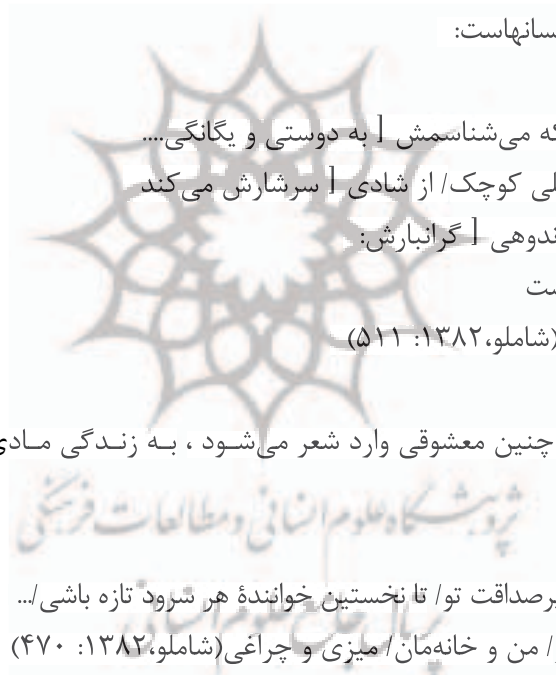 سانهاست:
که می‌شناسمش [ به دوستی و یگانگی....
لی کوچک/ از شادی [ سرشارش می‌کند
ندوهی [ گرانبارش:
ست
(شاملو،۱۳۸۲: ۵۱۱)
چنین معشوقی وارد شعر می‌شـود ، بـه زنـدگی مـادی
پژوهشگاه علوم انسانی و مطالعات فرهنگی
رصداقت تو/ تا نخستین خوانندهٔ هر سرود تازه باشی/...
پرتال جامع علوم انسانی
/ من و خانه‌مان/ میزی و چراغی(شاملو،۱۳۸۲: ۴۷۰)